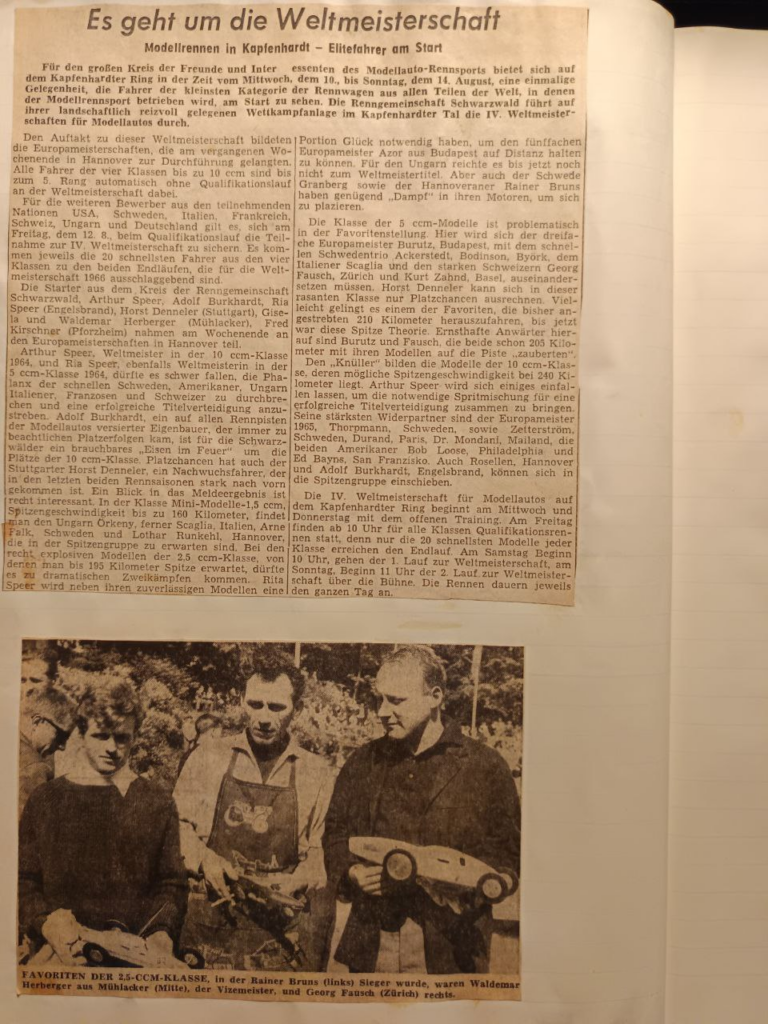 Es geht um die Weltmeisterschaft
Modellrennen in Kapfenhardt – Elitefahrer am Start
Für den großen Kreis der Freunde und Inter essenten des Modellauto-Rennsports bietet sich auf
dem Kapfenhardter Ring in der Zeit vom Mittwoch, dem 10., bis Sonntag, dem 14. August, eine einmalige
Gelegenheit, die Fahrer der kleinsten Kategorie der Rennwagen aus allen Teilen der Welt, in denen
der Modellrennsport betrieben wird, am Start zu sehen. Die Renngemeinschaft Schwarzwald führt auf
ihrer landschaftlich reizvoll gelegenen Wettkampfanlage im Kapfenhardter Tal die IV. Weltmeister-
schaften für Modellautos durch.
Den Auftakt zu dieser Weltmeisterschaft bildeten
die Europameisterschaften, die am vergangenen Wo-
chenende in Hannover zur Durchführung gelangten.
Alle Fahrer der vier Klassen bis zu 10 ccm sind bis
zum 5. Rang automatisch ohne Qualifikationslauf
an der Weltmeisterschaft dabei.
Für die weiteren Bewerber aus den teilnehmenden
Nationen USA, Schweden, Italien, Frankreich,
Schweiz, Ungarn und Deutschland gilt es, sich am
Freitag, dem 12. 8., beim Qualifikationslauf die Teil-
nahme zur IV. Weltmeisterschaft zu sichern. Es kom-
men jeweils die 20 schnellsten Fahrer aus den vier
Klassen zu den beiden Endläufen, die für die Welt-
meisterschaft 1966 ausschlaggebend sind.
Die Starter aus dem Kreis der Renngemeinschaft
Schwarzwald, Arthur Speer, Adolf Burkhardt, Ria
Speer (Engelsbrand), Horst Denneler (Stuttgart), Gise-
la und Waldemar Herberger (Mühlacker), Fred
Kirschner (Pforzheim) nahmen am Wochenende an
den Europameisterschaften in Hannover teil.
Arthur Speer, Weltmeister in der 10 ccm-Klasse
1964, und Ria Speer, ebenfalls Weltmeisterin in der
5 ccm-Klasse 1964, dürfte es schwer fallen, die Pha-
lanx der schnellen Schweden, Amerikaner, Ungarn
Italiener, Franzosen und Schweizer zu durchbre-
chen und eine erfolgreiche Titelverteidigung anzu-
streben. Adolf Burkhardt, ein auf allen Rennpisten
der Modellautos versierter Eigenbauer, der immer zu
beachtlichen Platzerfolgen kam, ist für die Schwarz-
wälder ein brauchbares „Eisen im Feuer“ um die
Plätze der 10 ccm-Klasse. Platzchancen hat auch der
Stuttgarter Horst Denneler, ein Nachwuchsfahrer, der
in den letzten beiden Rennsaisonen stark nach vorn
gekommen ist. Ein Blick in das Meldeergebnis ist
recht interessant. In der Klasse Mini-Modelle-1,5 ccm,
Spitzengeschwindigkeit bis zu 160 Kilometer, findet
man den Ungarn Örkeny, ferner Scaglia, Italien, Arne
Falk, Schweden und Lothar Runkehl, Hannover,
die in der Spitzengruppe zu erwarten sind. Bei den
recht explosiven Modellen der 2,5 ccm-Klasse, von
denen man bis 195 Kilometer Spitze erwartet, dürfte
es zu dramatischen Zweikämpfen kommen. Rita
Speer wird neben ihren zuverlässigen Modellen eine
Portion Glück notwendig haben, um den fünffachen
Europameister Azor aus Budapest auf Distanz halten
zu können. Für den Ungarn reichte es bis jetzt noch
nicht zum Weltmeistertitel. Aber auch der Schwede
Granberg sowie der Hannoveraner Rainer Bruns
haben genügend „Dampf“ in ihren Motoren, um sich
zu plazieren.
Die Klasse der 5 ccm-Modelle ist problematisch
in der Favoritenstellung. Hier wird sich der dreifa-
che Europameister Burutz, Budapest, mit dem schnel-
len Schwedentrio Ackerstedt, Bodinson, Byörk, dem
Italiener Scaglia und den starken Schweizern Georg
Fausch, Zürich und Kurt Zahnd, Basel, auseinander-
setzen müssen. Horst Denneler kann sich in dieser
rasanten Klasse nur Platzchancen ausrechnen. Viel-
leicht gelingt es einem der Favoriten, die bisher an-
gestrebten 210 Kilometer herauszufahren, bis jetzt
war diese Spitze Theorie. Ernsthafte Anwärter hier-
auf sind Burutz und Fausch, die beide schon 205 Kilo-
meter mit ihren Modellen auf die Piste „zauberten“.
Den „Knüller“ bilden die Modelle der 10 ccm-Klas-
se, deren mögliche Spitzengeschwindigkeit bei 240 Ki-
lometer liegt. Arthur Speer wird sich einiges einfal-
len lassen, um die notwendige Spritmischung für eine
erfolgreiche Titelverteidigung zusammen zu bringen.
Seine stärksten Widerpartner sind der Europameister
1965, Thorpmann, Schweden, sowie Zetterström,
Schweden, Durand, Paris, Dr. Mondani, Mailand, die
beiden Amerikaner Bob Loose, Philadelphia und
Ed Bayne, San Franzisko. Auch Rosellen, Hannover
und Adolf Burkhardt, Engelsbrand, können sich in
die Spitzengruppe einschieben.
Die IV. Weltmeisterschaft für Modellautos auf
dem Kapfenhardter Ring beginnt am Mittwoch und
Donnerstag mit dem offenen Training. Am Freitag
finden ab 10 Uhr für alle Klassen Qualifikationsren-
nen statt, denn nur die 20 schnellsten Modelle jeder
Klasse erreichen den Endlauf. Am Samstag Beginn
10 Uhr, gehen der 1. Lauf zur Weltmeisterschaft, am
Sonntag, Beginn 11 Uhr der 2. Lauf zur Weltmeister-
schaft über die Bühne. Die Rennen dauern jeweils
den ganzen Tag an.
FAVORITEN DER 2,5-CCM-KLASSE, in der Rainer Bruns (links) Sieger wurde, waren Waldemar
Herberger aus Mühlacker (Mitte), der Vizemeister, und Georg Fausch (Zürich) rechts.